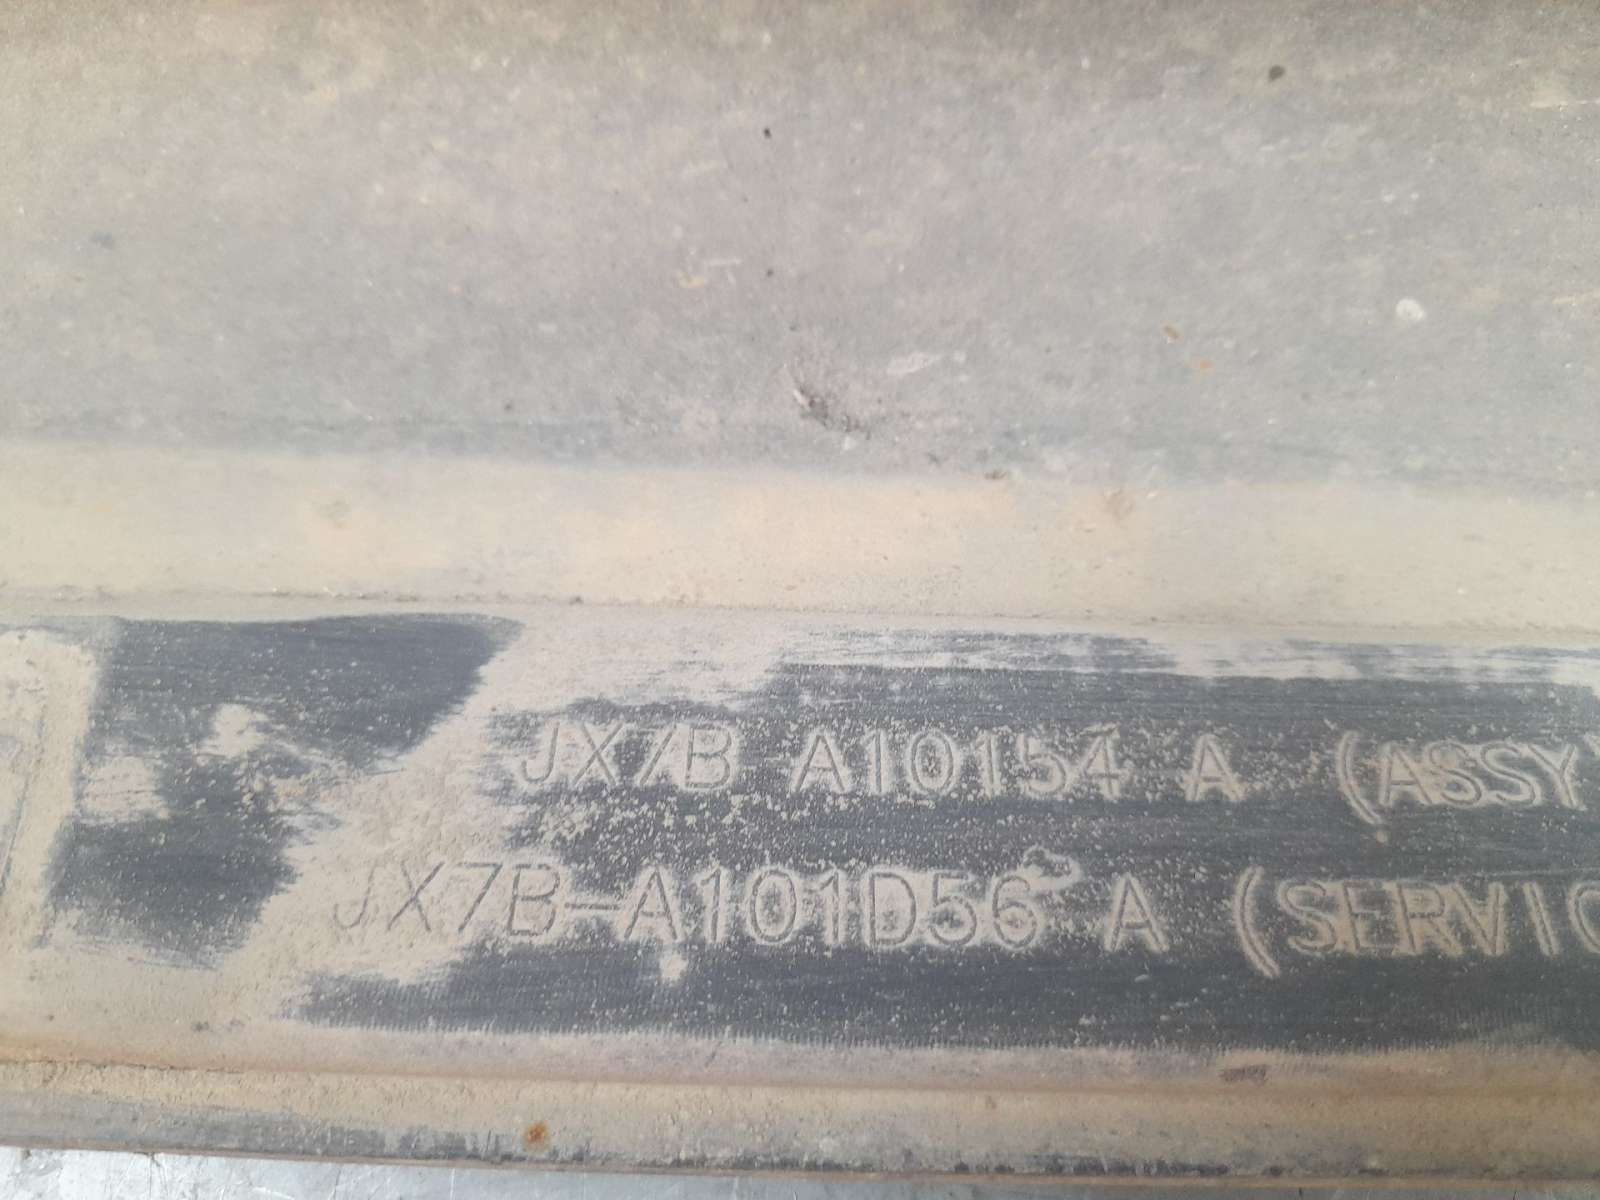 JX7B A10154 A (ASSY)
JX7B-A101D56 A (SERVIC